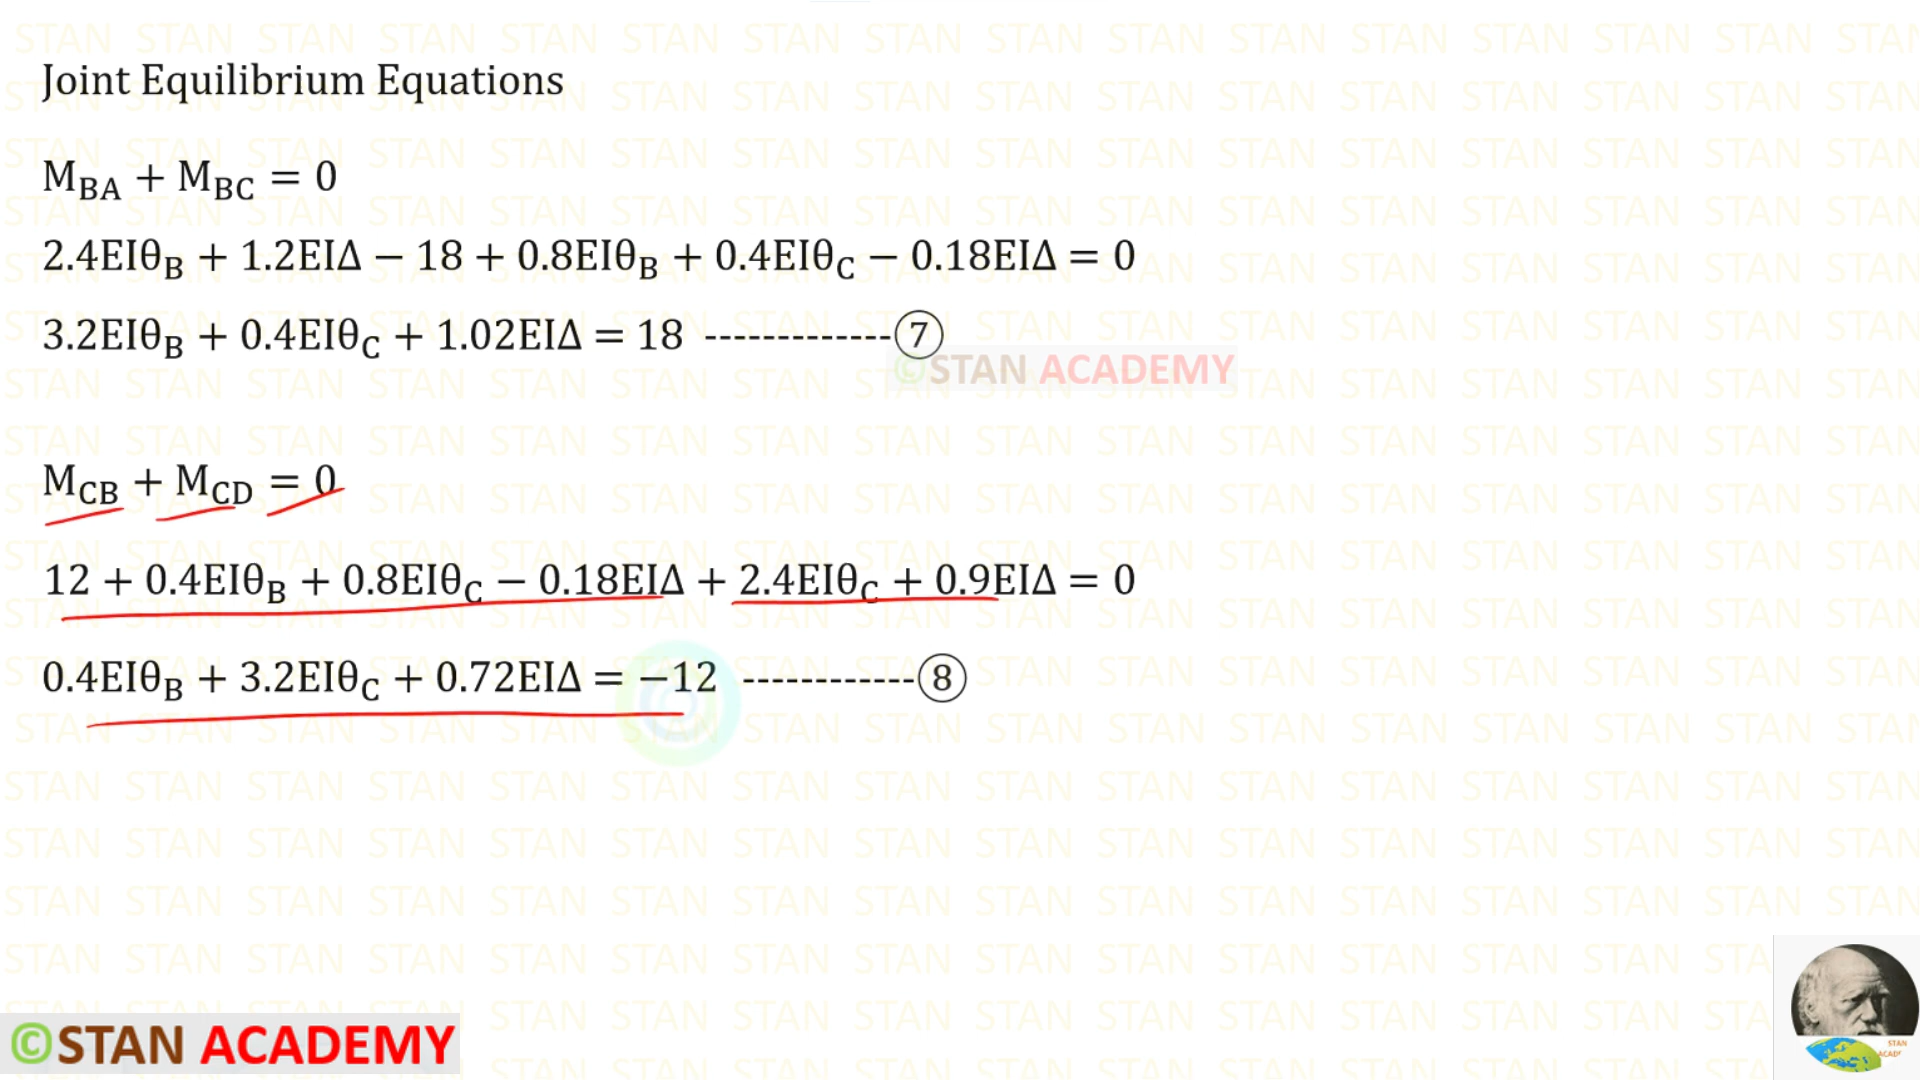 Joint Equilibrium Equations
M_BA + M_BC = 0
2.4EIθ_B + 1.2EIΔ − 18 + 0.8EIθ_B + 0.4EIθ_C − 0.18EIΔ = 0
3.2EIθ_B + 0.4EIθ_C + 1.02EIΔ = 18 -------------⑦
©STAN ACADEMY
M_CB + M_CD = 0
12 + 0.4EIθ_B + 0.8EIθ_C − 0.18EIΔ + 2.4EIθ_C + 0.9EIΔ = 0
0.4EIθ_B + 3.2EIθ_C + 0.72EIΔ = −12 ------------⑧
©STAN ACADEMY
STAN